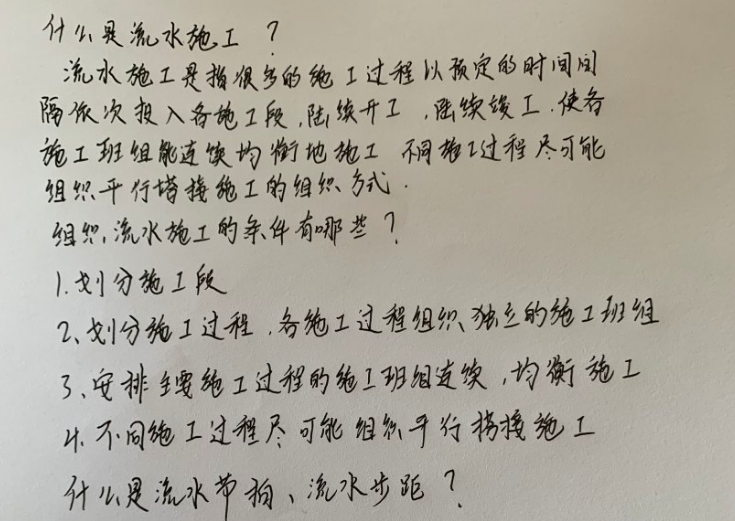 什么是流水施工？
流水施工是指很多的施工过程以预定的时间间
隔依次投入各施工段,陆续开工,陆续竣工.使各
施工班组能连续均衡地施工 不同施工过程尽可能
组织平行搭接施工的组织方式.
组织,流水施工的条件有哪些？
1.划分施工段
2、划分施工过程.各施工过程组织独立的施工班组
3、安排主要施工过程的施工班组连续,均衡施工
4.不同施工过程尽可能组织平行搭接施工
什么是流水节拍、流水步距？